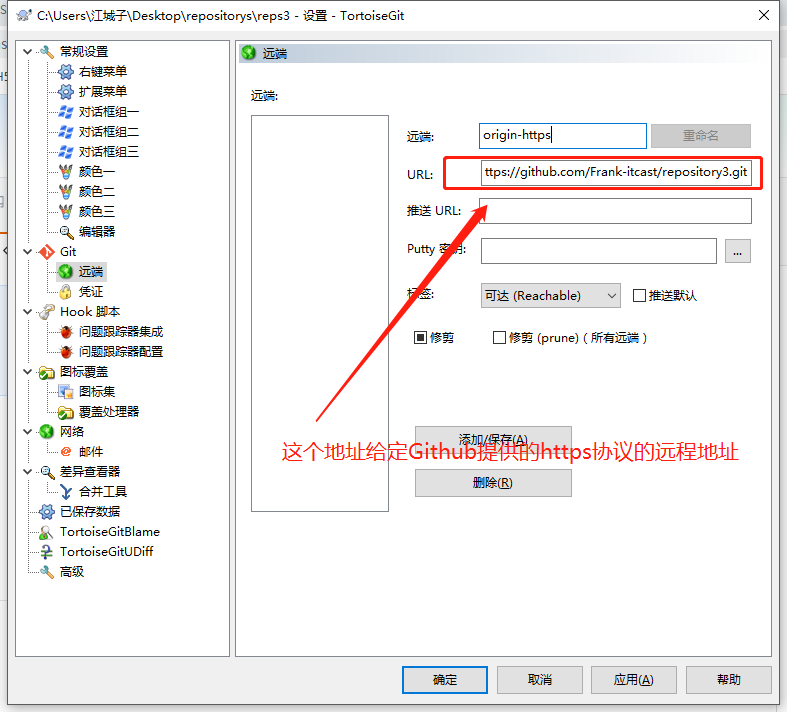 C:\Users\江城子\Desktop\repositorys\reps3 - 设置 - TortoiseGit
常规设置
右键菜单
扩展菜单
对话框组一
对话框组二
对话框组三
颜色一
颜色二
颜色三
编辑器
Git
远端
凭证
Hook 脚本
问题跟踪器集成
问题跟踪器配置
图标覆盖
图标集
覆盖处理器
网络
邮件
差异查看器
合并工具
已保存数据
TortoiseGitBlame
TortoiseGitUDiff
高级
远端
远端:
远端: origin-https 重命名
URL: ttps://github.com/Frank-itcast/repository3.git
推送 URL:
Putty 密钥: ...
标签: 可达 (Reachable) 推送默认
修剪 修剪 (prune) ( 所有远端 )
添加/保存(A)
这个地址给定Github提供的https协议的远程地址
删除(R)
确定 取消 应用(A) 帮助